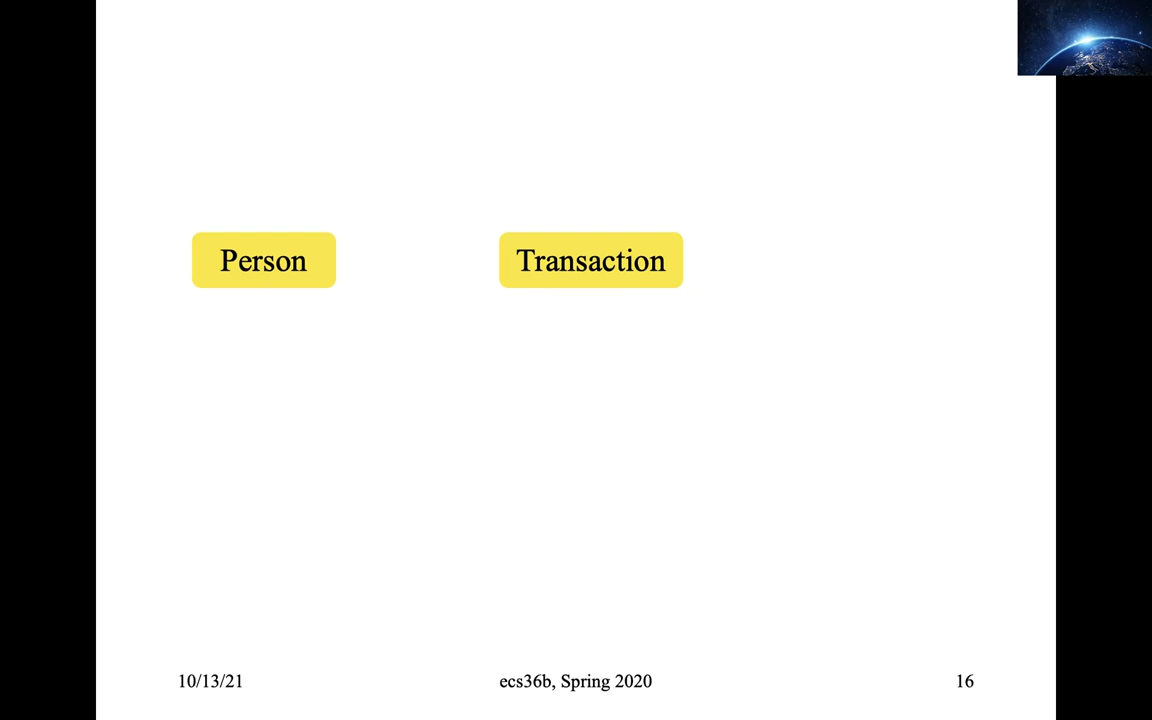 Person
Transaction
10/13/21
ecs36b, Spring 2020
16